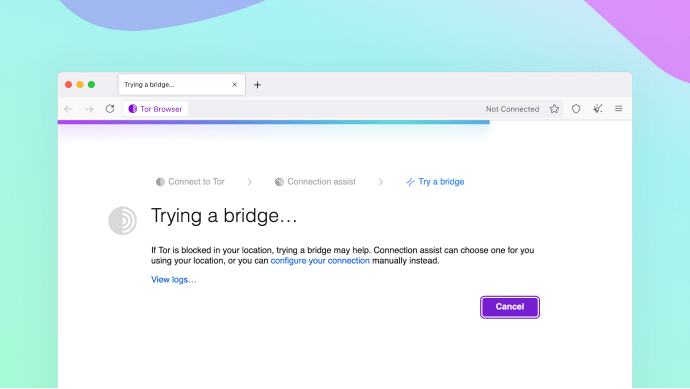 Trying a bridge...
Tor Browser
Not Connected
Connect to Tor
Connection assist
Try a bridge
Trying a bridge…
If Tor is blocked in your location, trying a bridge may help. Connection assist can choose one for you
using your location, or you can configure your connection manually instead.
View logs…
Cancel